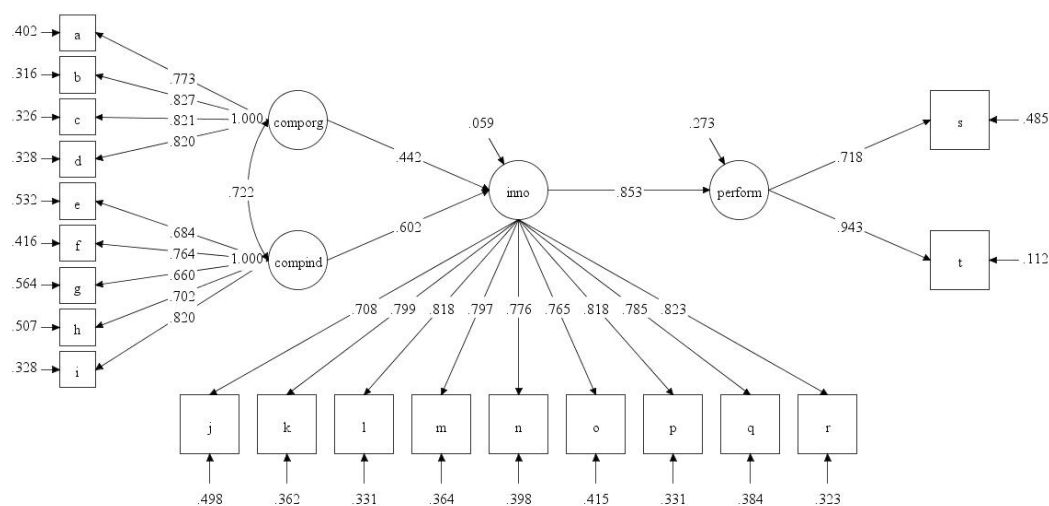 .402 a
.773
.316 b
.827
.326 c
.821
1.000
comporg
.328 d
.820
.722
.532 e
.684
.416 f
.764
1.000
compind
.564 g
.660
.507 h
.702
.328 i
.820
.442
.602
.059
inno
.853
.273
perform
.718
s
.485
.943
t
.112
.708 .799 .818 .797 .776 .765 .818 .785 .823
j k l m n o p q r
.498 .362 .331 .364 .398 .415 .331 .384 .323